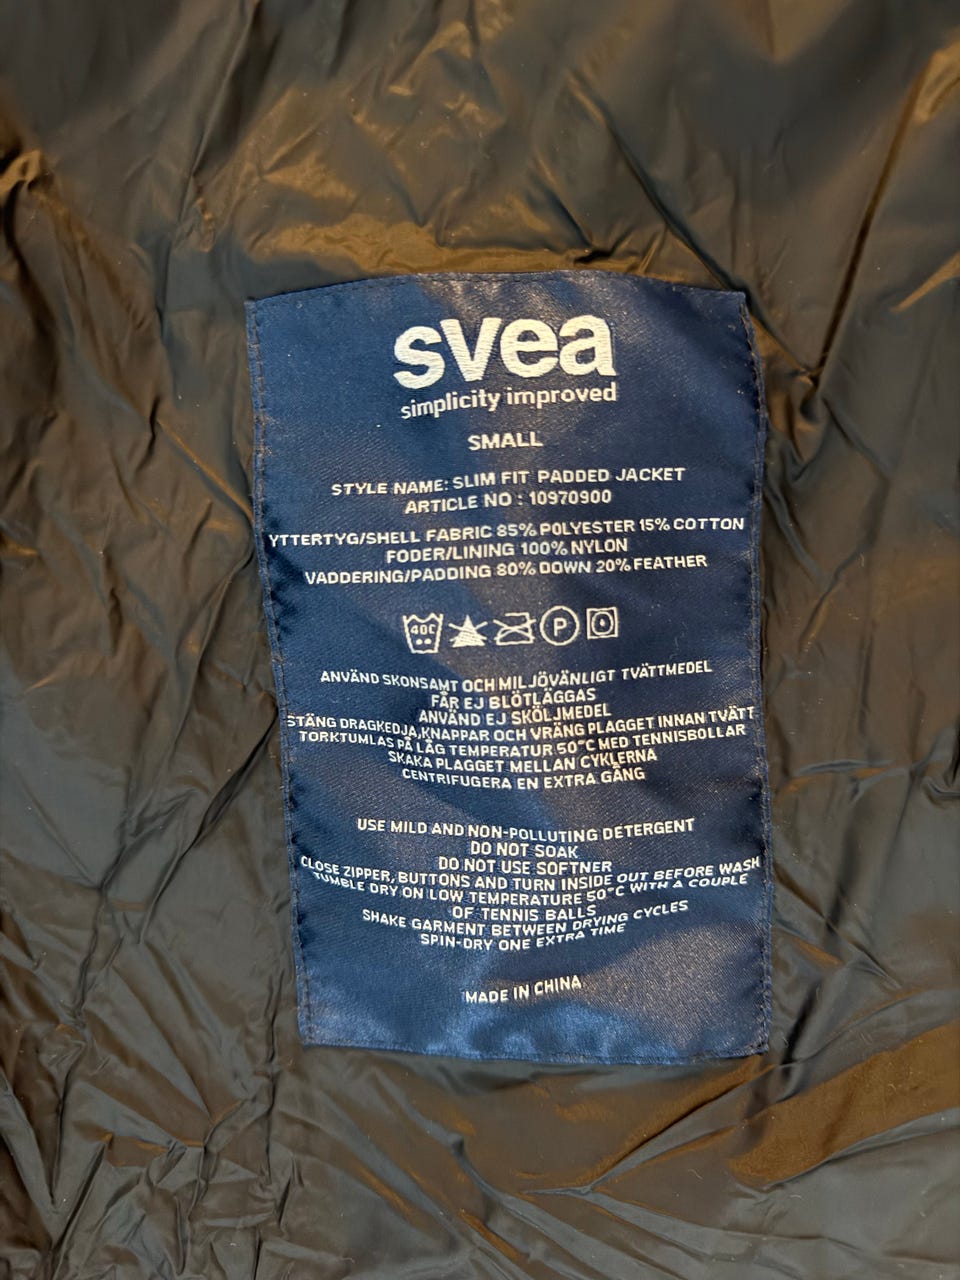 svea
simplicity improved
SMALL
STYLE NAME: SLIM FIT PADDED JACKET
ARTICLE NO : 10970900
YTTERTYG/SHELL FABRIC 85% POLYESTER 15% COTTON
FODER/LINING 100% NYLON
VADDERING/PADDING 80% DOWN 20% FEATHER
40C
P
ANVÄND SKONSAMT OCH MILJÖVÄNLIGT TVÄTTMEDEL
FÅR EJ BLÖTLÄGGAS
ANVÄND EJ SKÖLJMEDEL
STÄNG DRAGKEDJA,KNAPPAR OCH VRÄNG PLAGGET INNAN TVÄTT
TORKTUMLAS PÅ LÅG TEMPERATUR 50°C MED TENNISBOLLAR
SKAKA PLAGGET MELLAN CYKLERNA
CENTRIFUGERA EN EXTRA GÅNG
USE MILD AND NON-POLLUTING DETERGENT
DO NOT SOAK
DO NOT USE SOFTNER
CLOSE ZIPPER, BUTTONS AND TURN INSIDE OUT BEFORE WASH
TUMBLE DRY ON LOW TEMPERATURE 50°C WITH A COUPLE
OF TENNIS BALLS
SHAKE GARMENT BETWEEN DRYING CYCLES
SPIN-DRY ONE EXTRA TIME
MADE IN CHINA